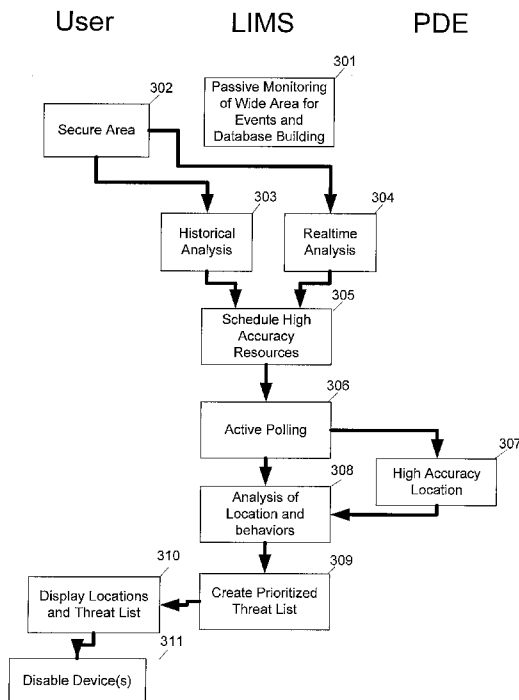 User LIMS PDE
301
Passive Monitoring
of Wide Area for
Events and
Database Building
302
Secure Area
303
Historical
Analysis
304
Realtime
Analysis
305
Schedule High
Accuracy
Resources
306
Active Polling
307
High Accuracy
Location
308
Analysis of
Location and
behaviors
309
Create Prioritized
Threat List
310
Display Locations
and Threat List
311
Disable Device(s)